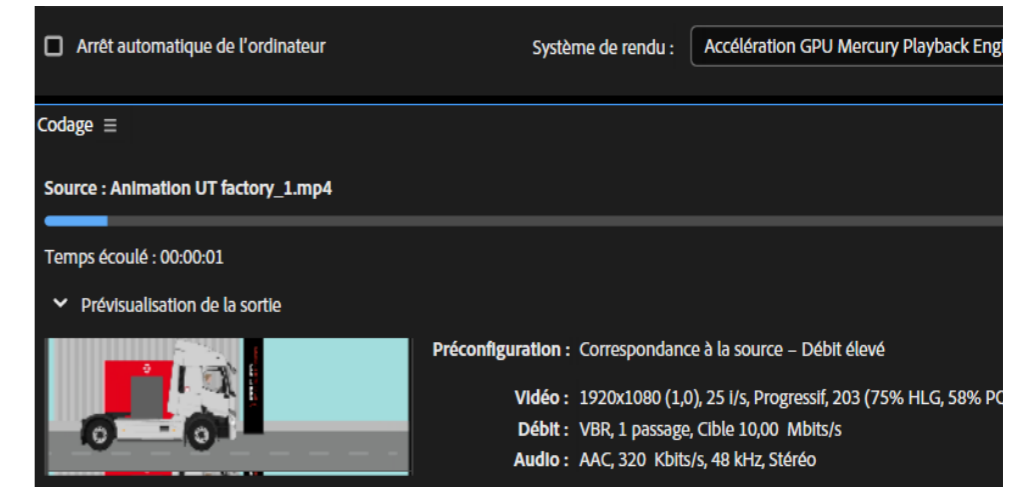 Arrêt automatique de l'ordinateur
Système de rendu : Accélération GPU Mercury Playback Engi
Codage
Source : Animation UT factory_1.mp4
Temps écoulé : 00:00:01
Prévisualisation de la sortie
Préconfiguration : Correspondance à la source – Débit élevé
Vidéo : 1920x1080 (1,0), 25 i/s, Progressif, 203 (75% HLG, 58% PQ
Débit : VBR, 1 passage, Cible 10,00 Mbits/s
Audio : AAC, 320 Kbits/s, 48 kHz, Stéréo